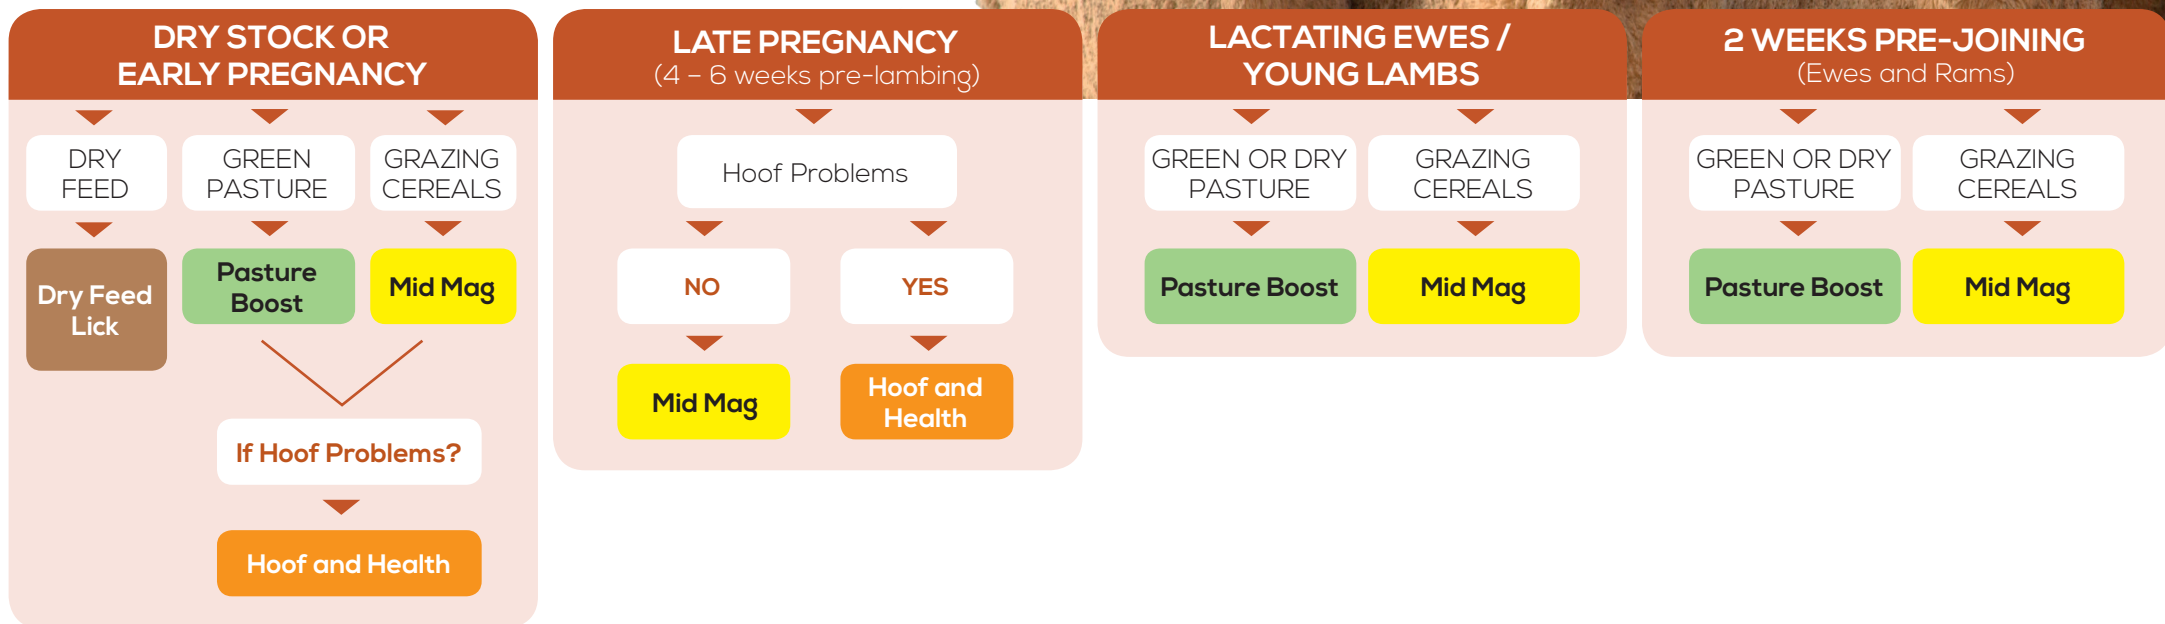 DRY STOCK OR
EARLY PREGNANCY
DRY
FEED
GREEN
PASTURE
GRAZING
CEREALS
Dry Feed
Lick
Pasture
Boost
Mid Mag
If Hoof Problems?
Hoof and Health
LATE PREGNANCY
(4 – 6 weeks pre-lambing)
Hoof Problems
NO
YES
Mid Mag
Hoof and
Health
LACTATING EWES /
YOUNG LAMBS
GREEN OR DRY
PASTURE
GRAZING
CEREALS
Pasture Boost
Mid Mag
2 WEEKS PRE-JOINING
(Ewes and Rams)
GREEN OR DRY
PASTURE
GRAZING
CEREALS
Pasture Boost
Mid Mag